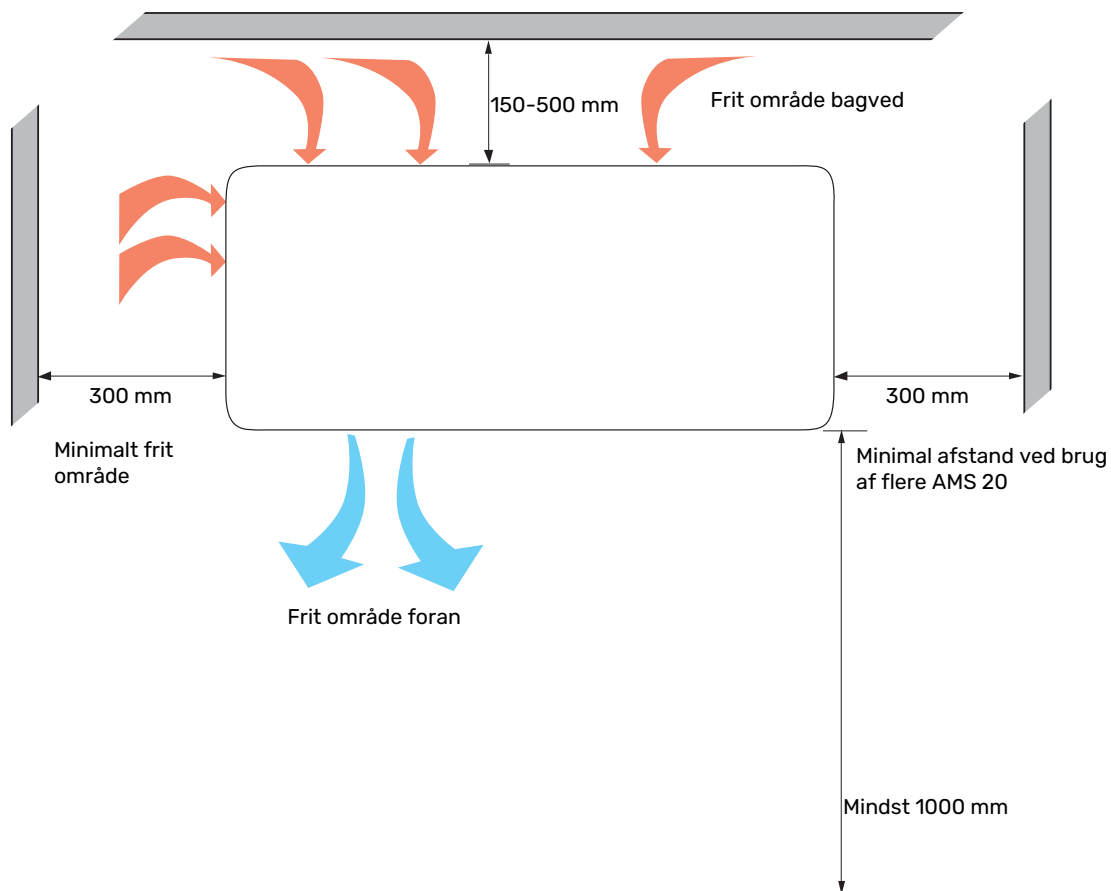 150-500 mm
Frit område bagved
300 mm
300 mm
Minimalt frit
område
Minimal afstand ved brug
af flere AMS 20
Frit område foran
Mindst 1000 mm